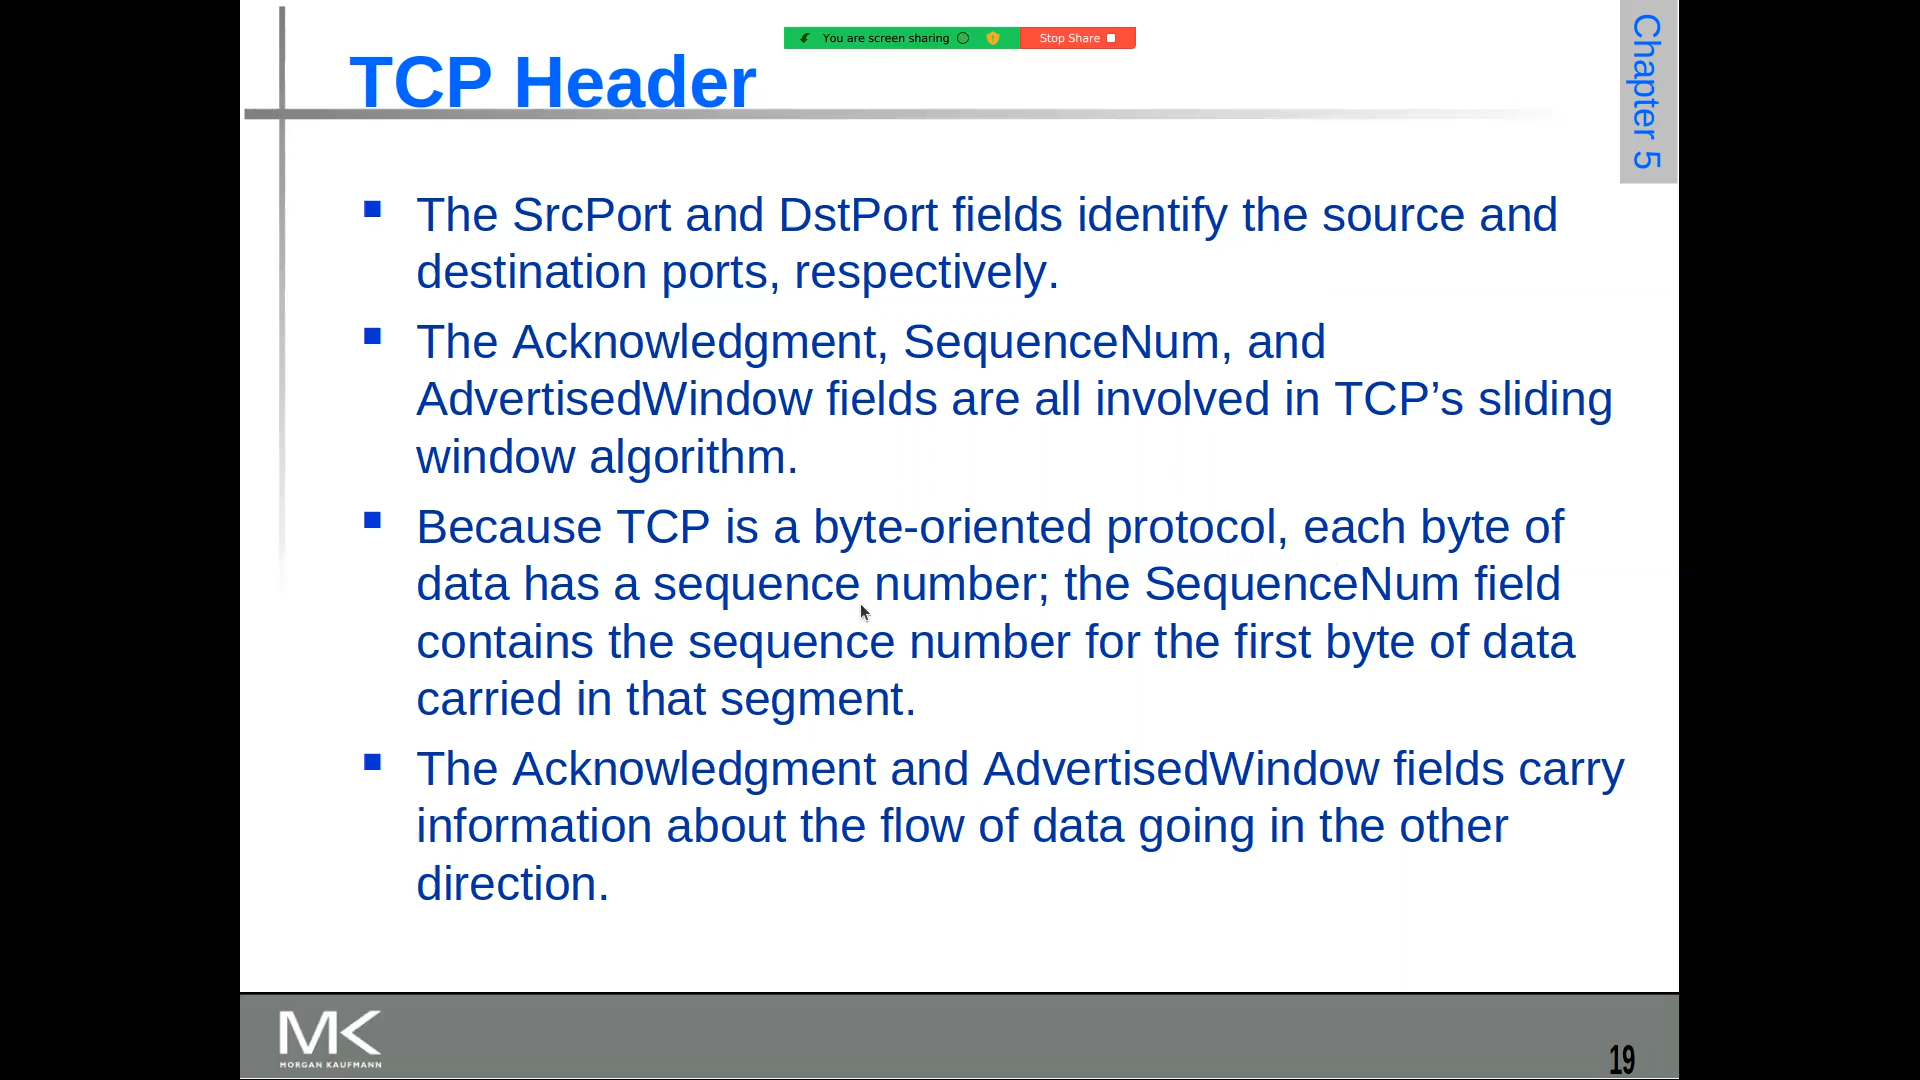 You are screen sharing
Stop Share
TCP Header
Chapter 5
The SrcPort and DstPort fields identify the source and
destination ports, respectively.
The Acknowledgment, SequenceNum, and
AdvertisedWindow fields are all involved in TCP’s sliding
window algorithm.
Because TCP is a byte-oriented protocol, each byte of
data has a sequence number; the SequenceNum field
contains the sequence number for the first byte of data
carried in that segment.
The Acknowledgment and AdvertisedWindow fields carry
information about the flow of data going in the other
direction.
MK
MORGAN KAUFMANN
19